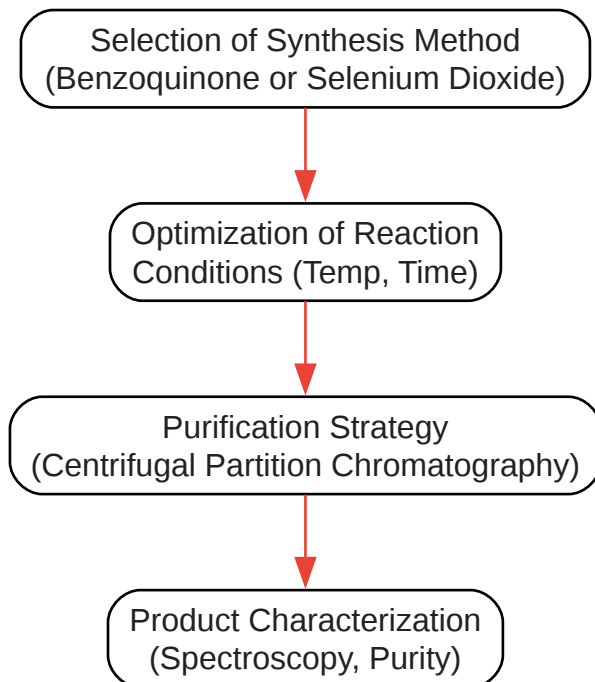 Selection of Synthesis Method
(Benzoquinone or Selenium Dioxide)
Optimization of Reaction
Conditions (Temp, Time)
Purification Strategy
(Centrifugal Partition Chromatography)
Product Characterization
(Spectroscopy, Purity)